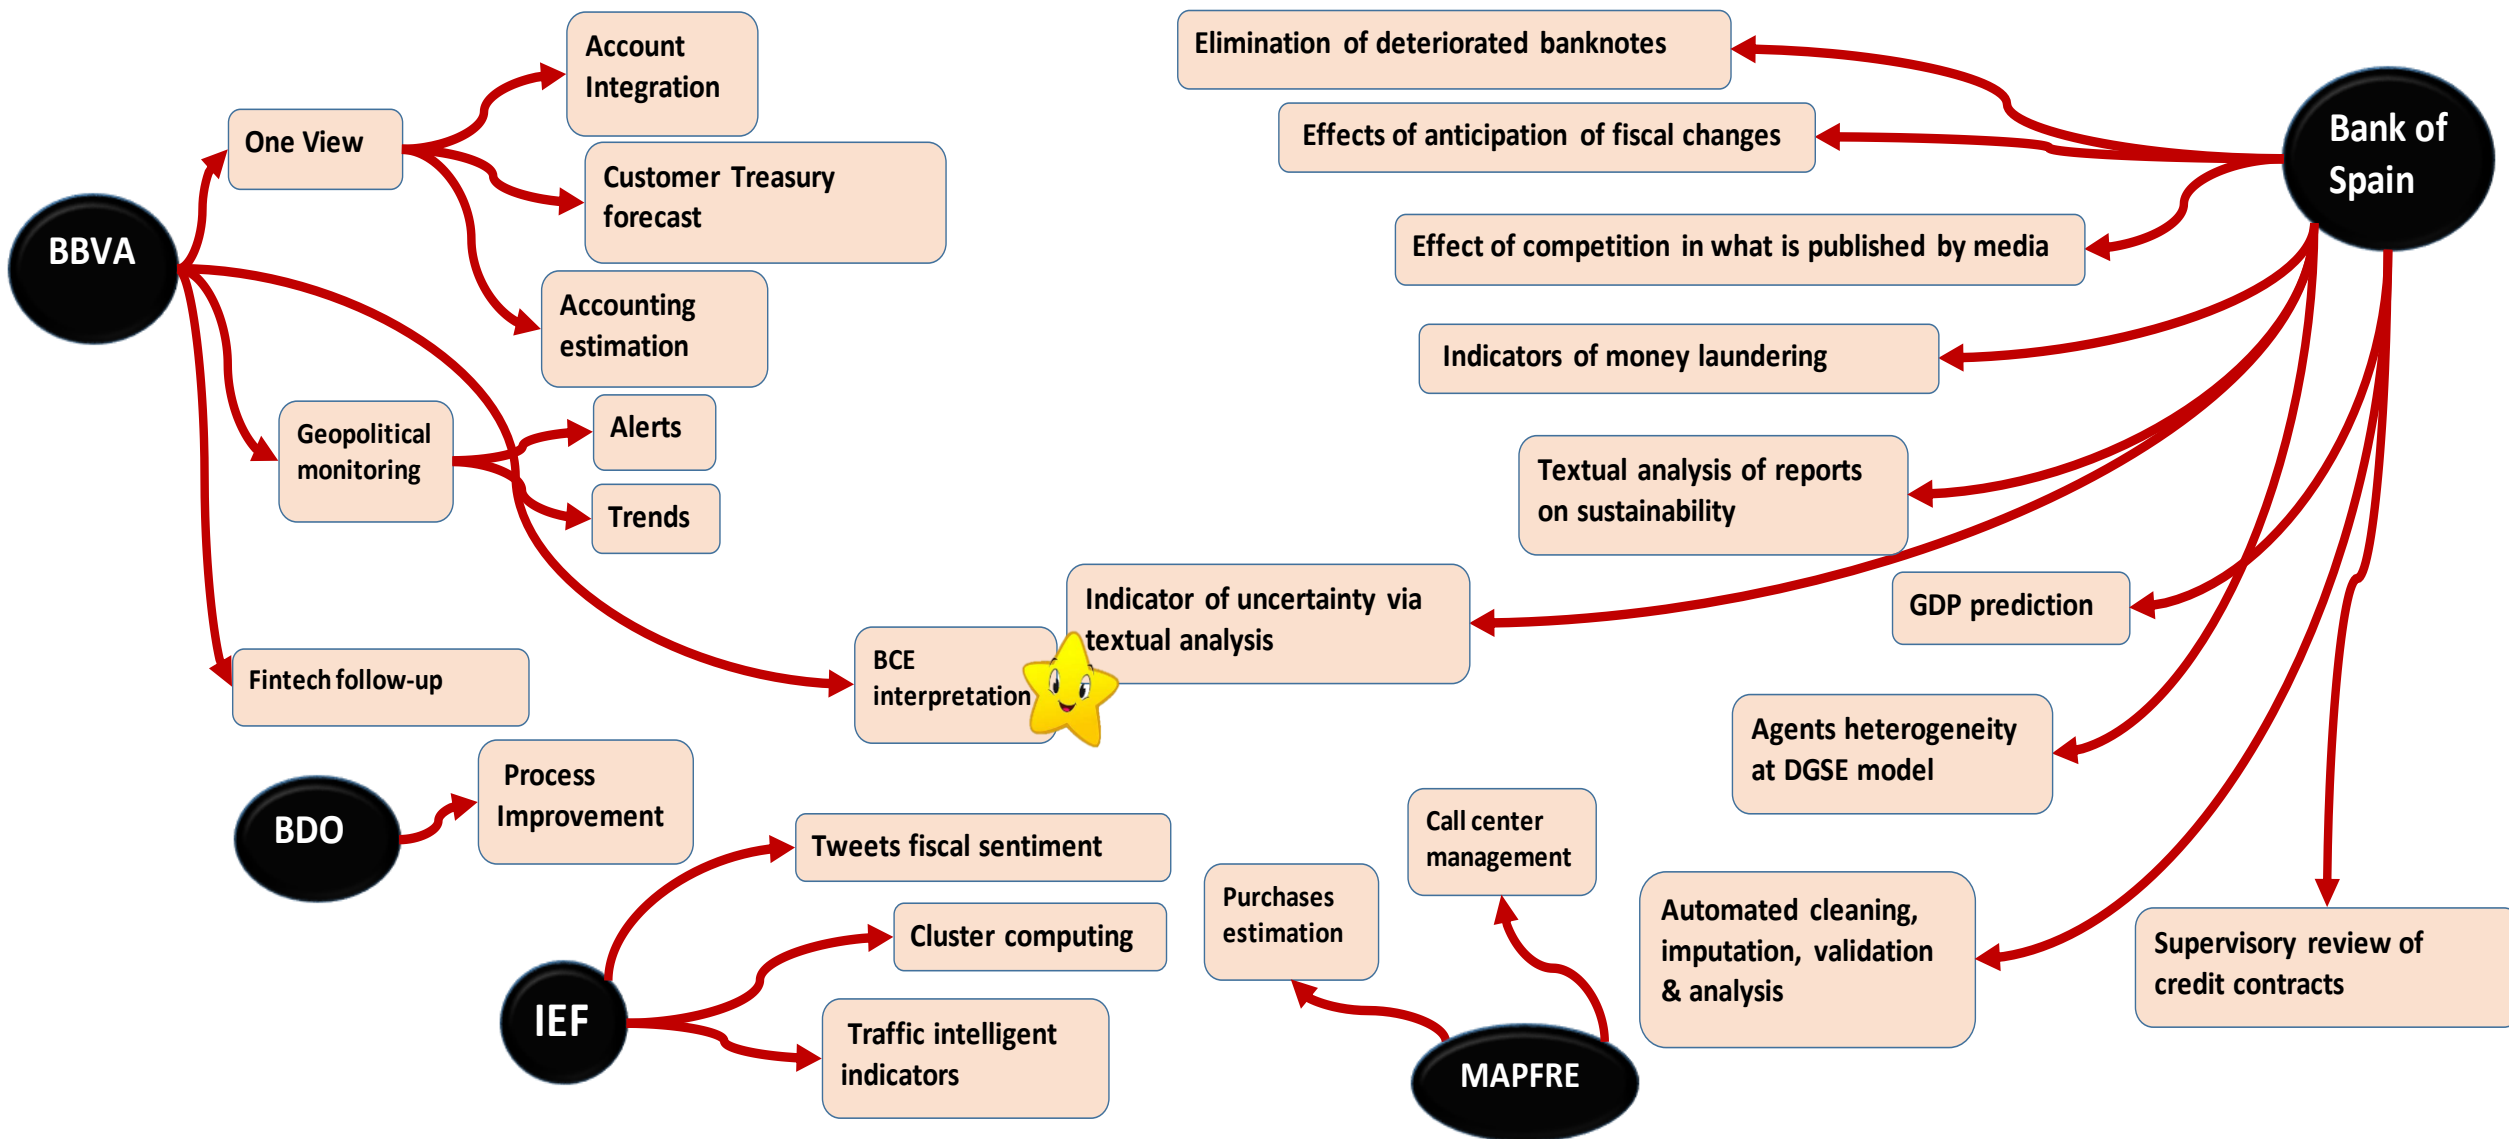 BBVA
One View
Account
Integration
Customer Treasury
forecast
Accounting
estimation
Geopolitical
monitoring
Alerts
Trends
Fintech follow-up
BCE
interpretation
Indicator of uncertainty via
textual analysis
Bank of
Spain
Elimination of deteriorated banknotes
Effects of anticipation of fiscal changes
Effect of competition in what is published by media
Indicators of money laundering
Textual analysis of reports
on sustainability
GDP prediction
Agents heterogeneity
at DGSE model
Automated cleaning,
imputation, validation
& analysis
Supervisory review of
credit contracts
BDO
Process
Improvement
IEF
Tweets fiscal sentiment
Cluster computing
Traffic intelligent
indicators
MAPFRE
Purchases
estimation
Call center
management